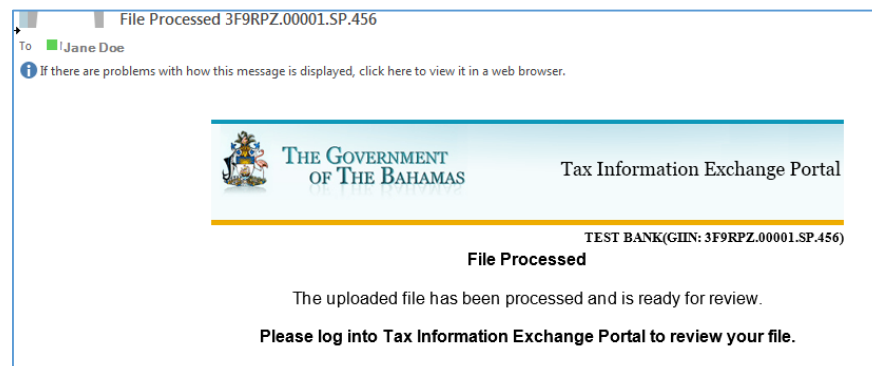 File Processed 3F9RPZ.00001.SP.456
To Jane Doe
If there are problems with how this message is displayed, click here to view it in a web browser.
THE GOVERNMENT
OF THE BAHAMAS
Tax Information Exchange Portal
TEST BANK(GIIN: 3F9RPZ.00001.SP.456)
File Processed
The uploaded file has been processed and is ready for review.
Please log into Tax Information Exchange Portal to review your file.